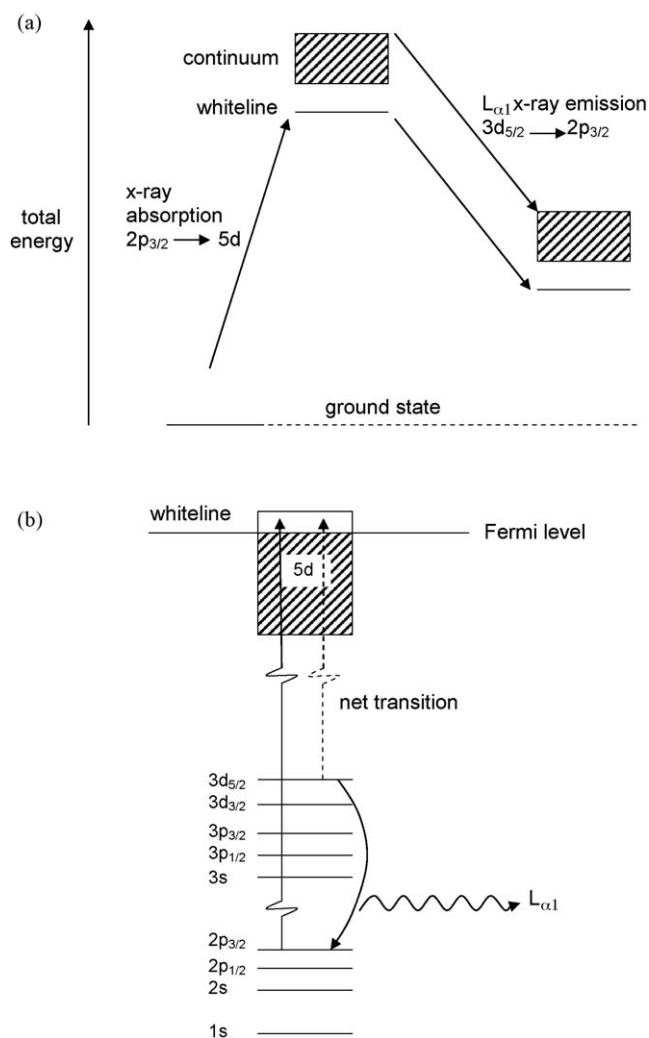 (a)
continuum
whiteline
Lα1 x-ray emission
3d5/2 → 2p3/2
x-ray
absorption
2p3/2 → 5d
total
energy
ground state
(b)
whiteline
Fermi level
5d
net transition
3d5/2
3d3/2
3p3/2
3p1/2
3s
Lα1
2p3/2
2p1/2
2s
1s